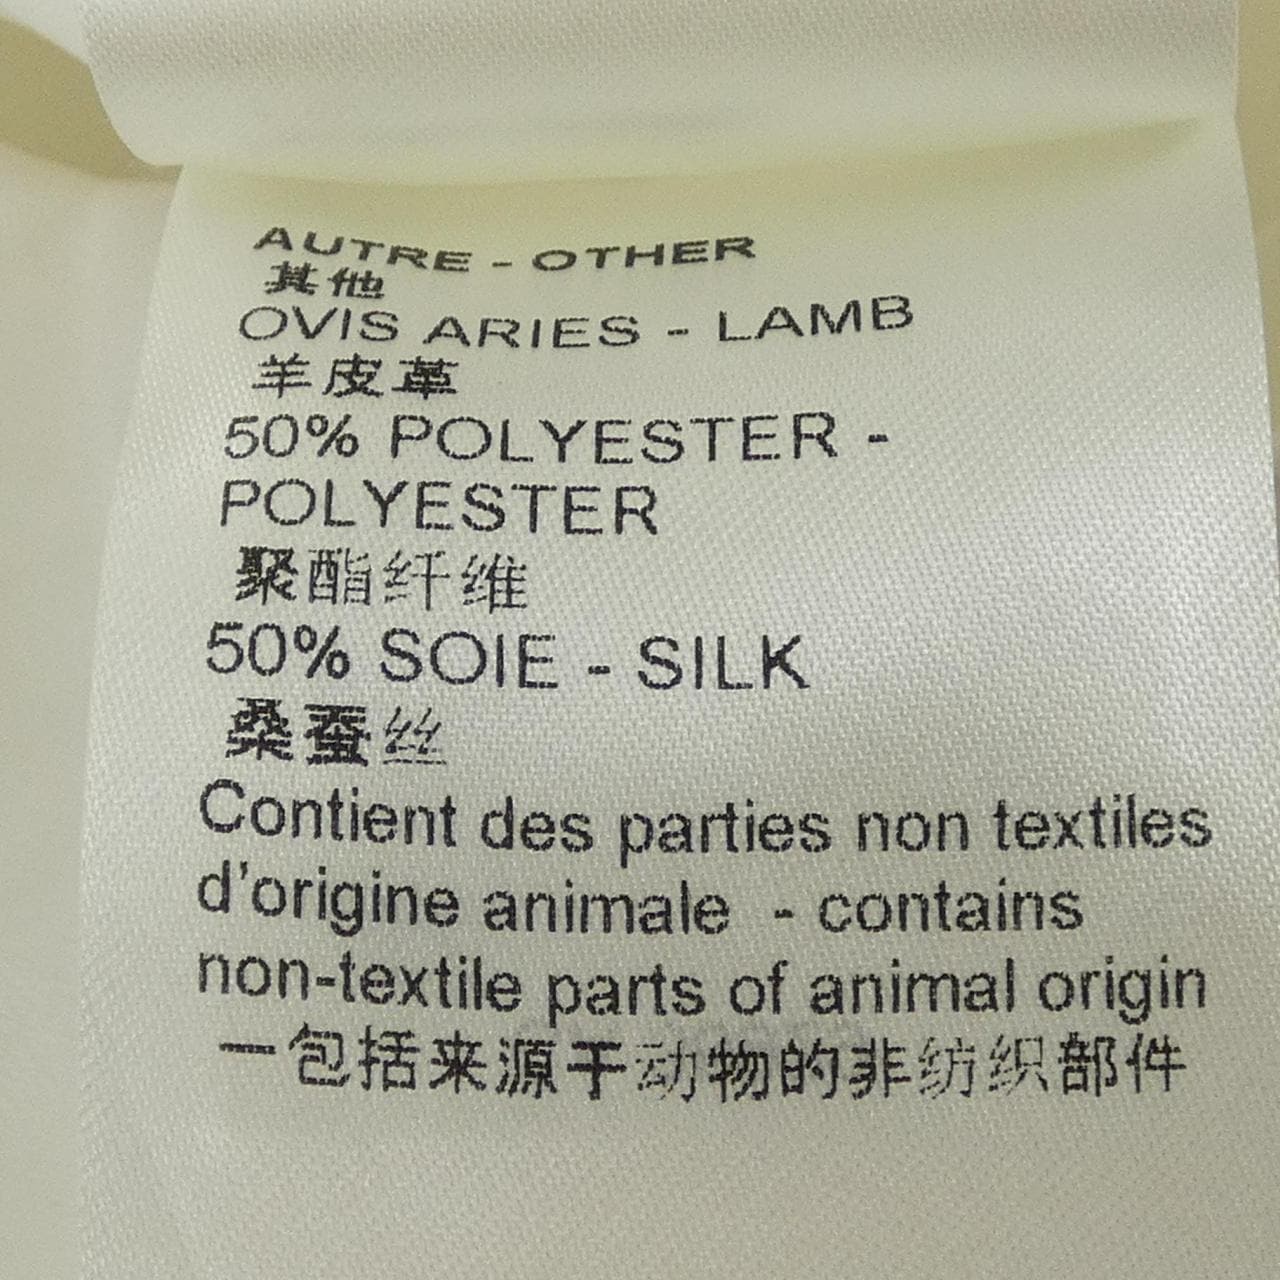 AUTRE - OTHER
其他
OVIS ARIES - LAMB
羊皮革
50% POLYESTER -
POLYESTER
聚酯纤维
50% SOIE - SILK
桑蚕丝
Contient des parties non textiles
d'origine animale - contains
non-textile parts of animal origin
一包括来源于动物的非纺织部件